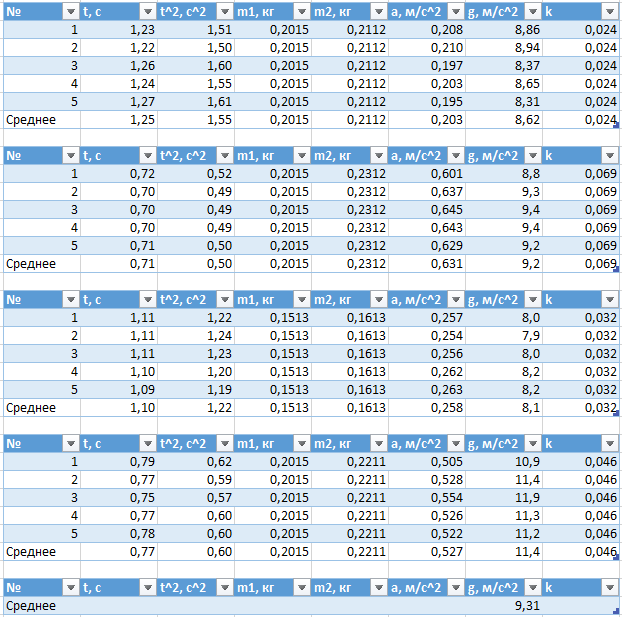 № t, с t^2, с^2 m1, кг m2, кг a, м/с^2 g, м/с^2 k
1 1,23 1,51 0,2015 0,2112 0,208 8,86 0,024
2 1,22 1,50 0,2015 0,2112 0,210 8,94 0,024
3 1,26 1,60 0,2015 0,2112 0,197 8,37 0,024
4 1,24 1,55 0,2015 0,2112 0,203 8,65 0,024
5 1,27 1,61 0,2015 0,2112 0,195 8,31 0,024
Среднее 1,25 1,55 0,2015 0,2112 0,203 8,62 0,024
№ t, с t^2, с^2 m1, кг m2, кг a, м/с^2 g, м/с^2 k
1 0,72 0,52 0,2015 0,2312 0,601 8,8 0,069
2 0,70 0,49 0,2015 0,2312 0,637 9,3 0,069
3 0,70 0,49 0,2015 0,2312 0,645 9,4 0,069
4 0,70 0,49 0,2015 0,2312 0,643 9,4 0,069
5 0,71 0,50 0,2015 0,2312 0,629 9,2 0,069
Среднее 0,71 0,50 0,2015 0,2312 0,631 9,2 0,069
№ t, с t^2, с^2 m1, кг m2, кг a, м/с^2 g, м/с^2 k
1 1,11 1,22 0,1513 0,1613 0,257 8,0 0,032
2 1,11 1,24 0,1513 0,1613 0,254 7,9 0,032
3 1,11 1,23 0,1513 0,1613 0,256 8,0 0,032
4 1,10 1,20 0,1513 0,1613 0,262 8,2 0,032
5 1,09 1,19 0,1513 0,1613 0,263 8,2 0,032
Среднее 1,10 1,22 0,1513 0,1613 0,258 8,1 0,032
№ t, с t^2, с^2 m1, кг m2, кг a, м/с^2 g, м/с^2 k
1 0,79 0,62 0,2015 0,2211 0,505 10,9 0,046
2 0,77 0,59 0,2015 0,2211 0,528 11,4 0,046
3 0,75 0,57 0,2015 0,2211 0,554 11,9 0,046
4 0,77 0,60 0,2015 0,2211 0,526 11,3 0,046
5 0,78 0,60 0,2015 0,2211 0,522 11,2 0,046
Среднее 0,77 0,60 0,2015 0,2211 0,527 11,4 0,046
№ t, с t^2, с^2 m1, кг m2, кг a, м/с^2 g, м/с^2 k
Среднее 9,31